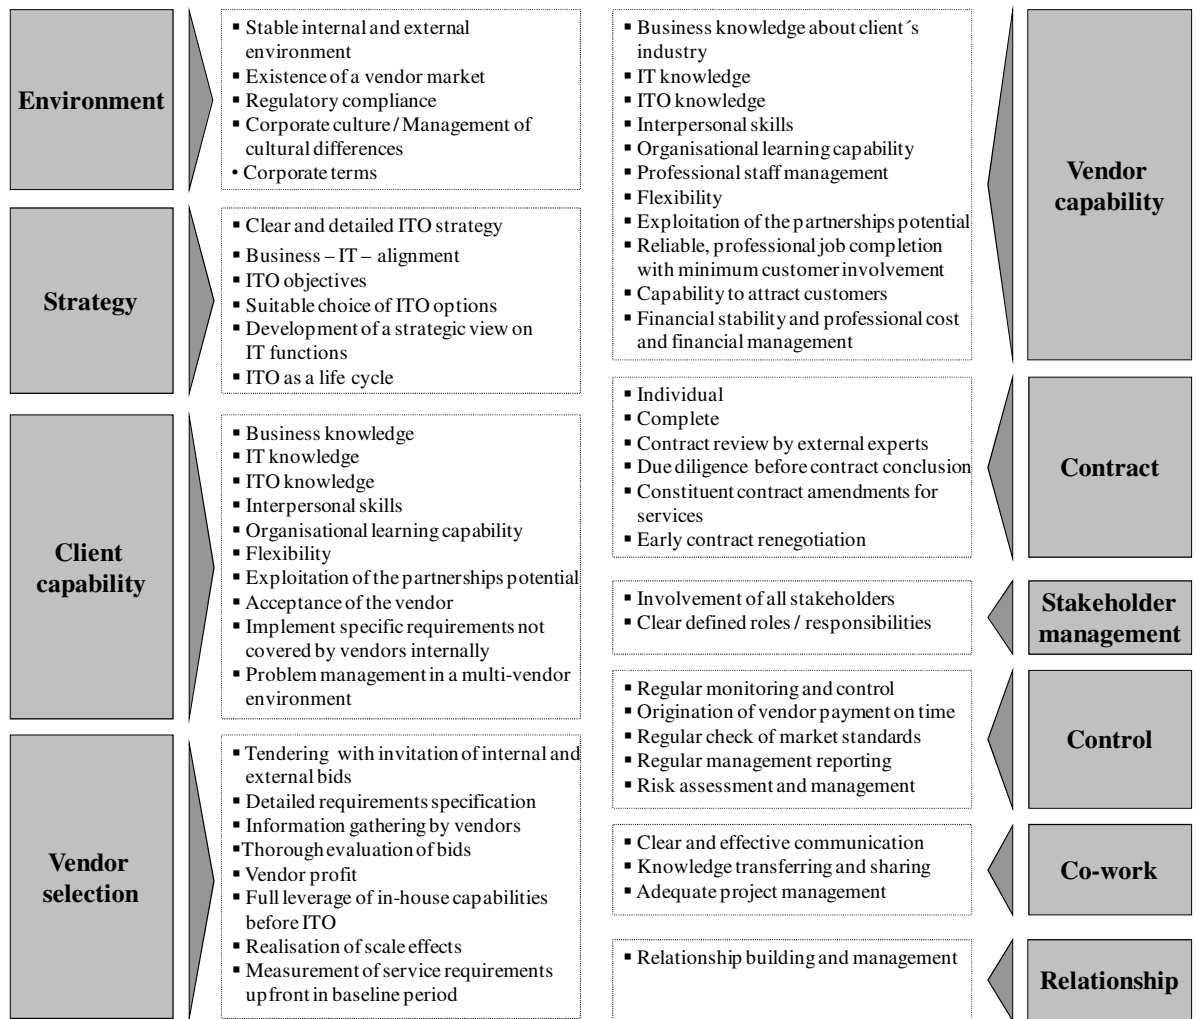 Environment
▪ Stable internal and external
environment
▪ Existence of a vendor market
▪ Regulatory compliance
▪ Corporate culture / Management of
cultural differences
• Corporate terms
Strategy
▪ Clear and detailed ITO strategy
▪ Business – IT – alignment
▪ ITO objectives
▪ Suitable choice of ITO options
▪ Development of a strategic view on
IT functions
▪ ITO as a life cycle
Client
capability
▪ Business knowledge
▪ IT knowledge
▪ ITO knowledge
▪ Interpersonal skills
▪ Organisational learning capability
▪ Flexibility
▪ Exploitation of the partnerships potential
▪ Acceptance of the vendor
▪ Implement specific requirements not
covered by vendors internally
▪ Problem management in a multi-vendor
environment
Vendor
selection
▪ Tendering with invitation of internal and
external bids
▪ Detailed requirements specification
▪ Information gathering by vendors
▪ Thorough evaluation of bids
▪ Vendor profit
▪ Full leverage of in-house capabilities
before ITO
▪ Realisation of scale effects
▪ Measurement of service requirements
upfront in baseline period
▪ Business knowledge about client´s
industry
▪ IT knowledge
▪ ITO knowledge
▪ Interpersonal skills
▪ Organisational learning capability
▪ Professional staff management
▪ Flexibility
▪ Exploitation of the partnerships potential
▪ Reliable, professional job completion
with minimum customer involvement
▪ Capability to attract customers
▪ Financial stability and professional cost
and financial management
Vendor
capability
▪ Individual
▪ Complete
▪ Contract review by external experts
▪ Due diligence before contract conclusion
▪ Constituent contract amendments for
services
▪ Early contract renegotiation
Contract
▪ Involvement of all stakeholders
▪ Clear defined roles / responsibilities
Stakeholder
management
▪ Regular monitoring and control
▪ Origination of vendor payment on time
▪ Regular check of market standards
▪ Regular management reporting
▪ Risk assessment and management
Control
▪ Clear and effective communication
▪ Knowledge transferring and sharing
▪ Adequate project management
Co-work
▪ Relationship building and management
Relationship